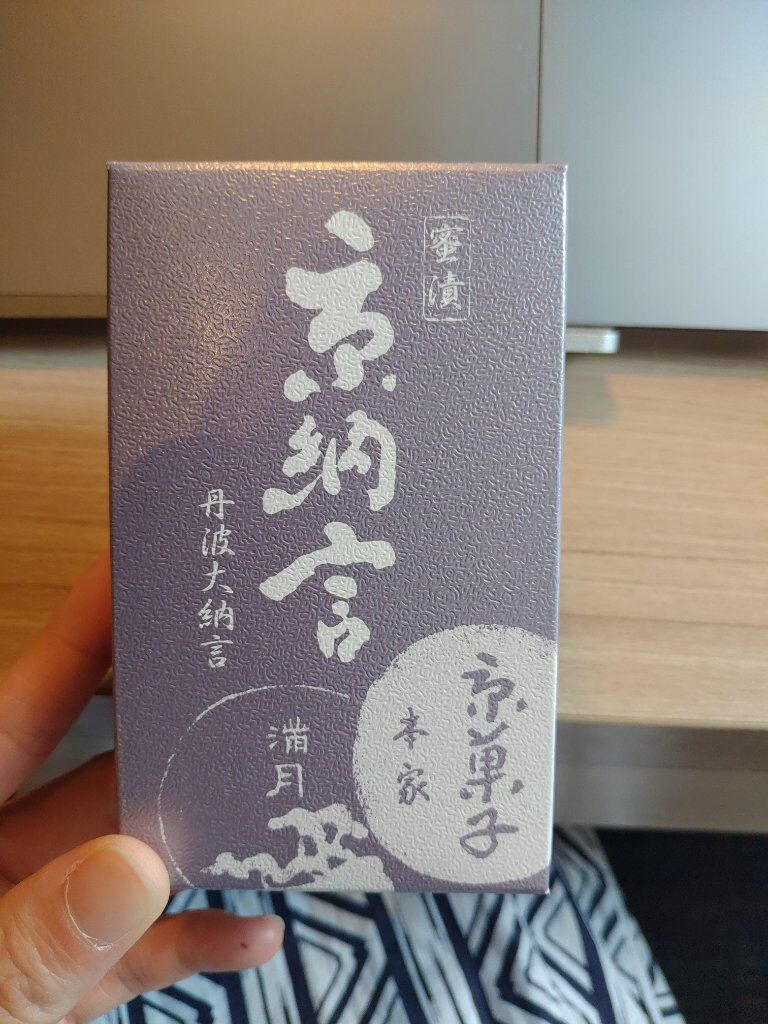 蜜漬
京納言
丹波大納言
京菓子
本家
満月